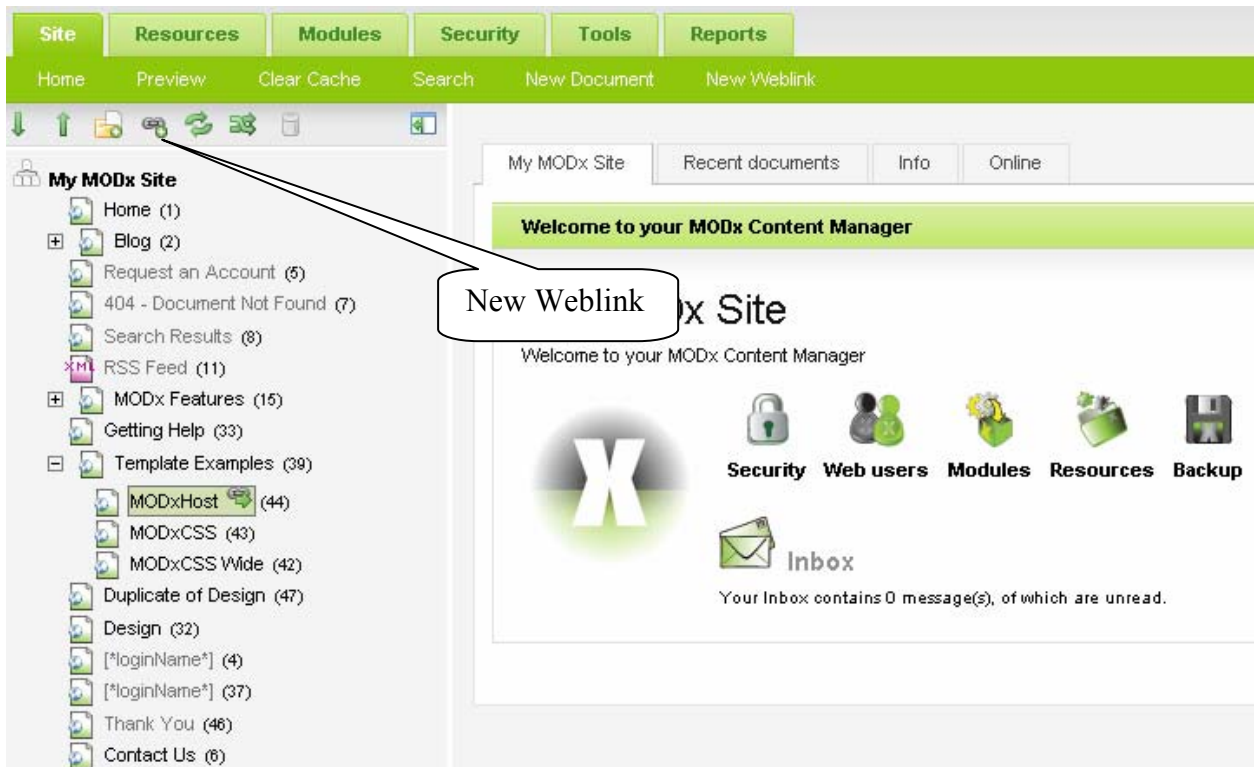 Site Resources Modules Security Tools Reports
Home Preview Clear Cache Search New Document New Weblink
My MODx Site
Home (1)
Blog (2)
Request an Account (5)
404 - Document Not Found (7)
Search Results (8)
XML RSS Feed (11)
MODx Features (15)
Getting Help (33)
Template Examples (39)
MODxHost (44)
MODxCSS (43)
MODxCSS Wide (42)
Duplicate of Design (47)
Design (32)
[*loginName*] (4)
[*loginName*] (37)
Thank You (46)
Contact Us (6)
New Weblink
My MODx Site Recent documents Info Online
Welcome to your MODx Content Manager
x Site
Welcome to your MODx Content Manager
X
Security Web users Modules Resources Backup
Inbox
Your Inbox contains 0 message(s), of which are unread.